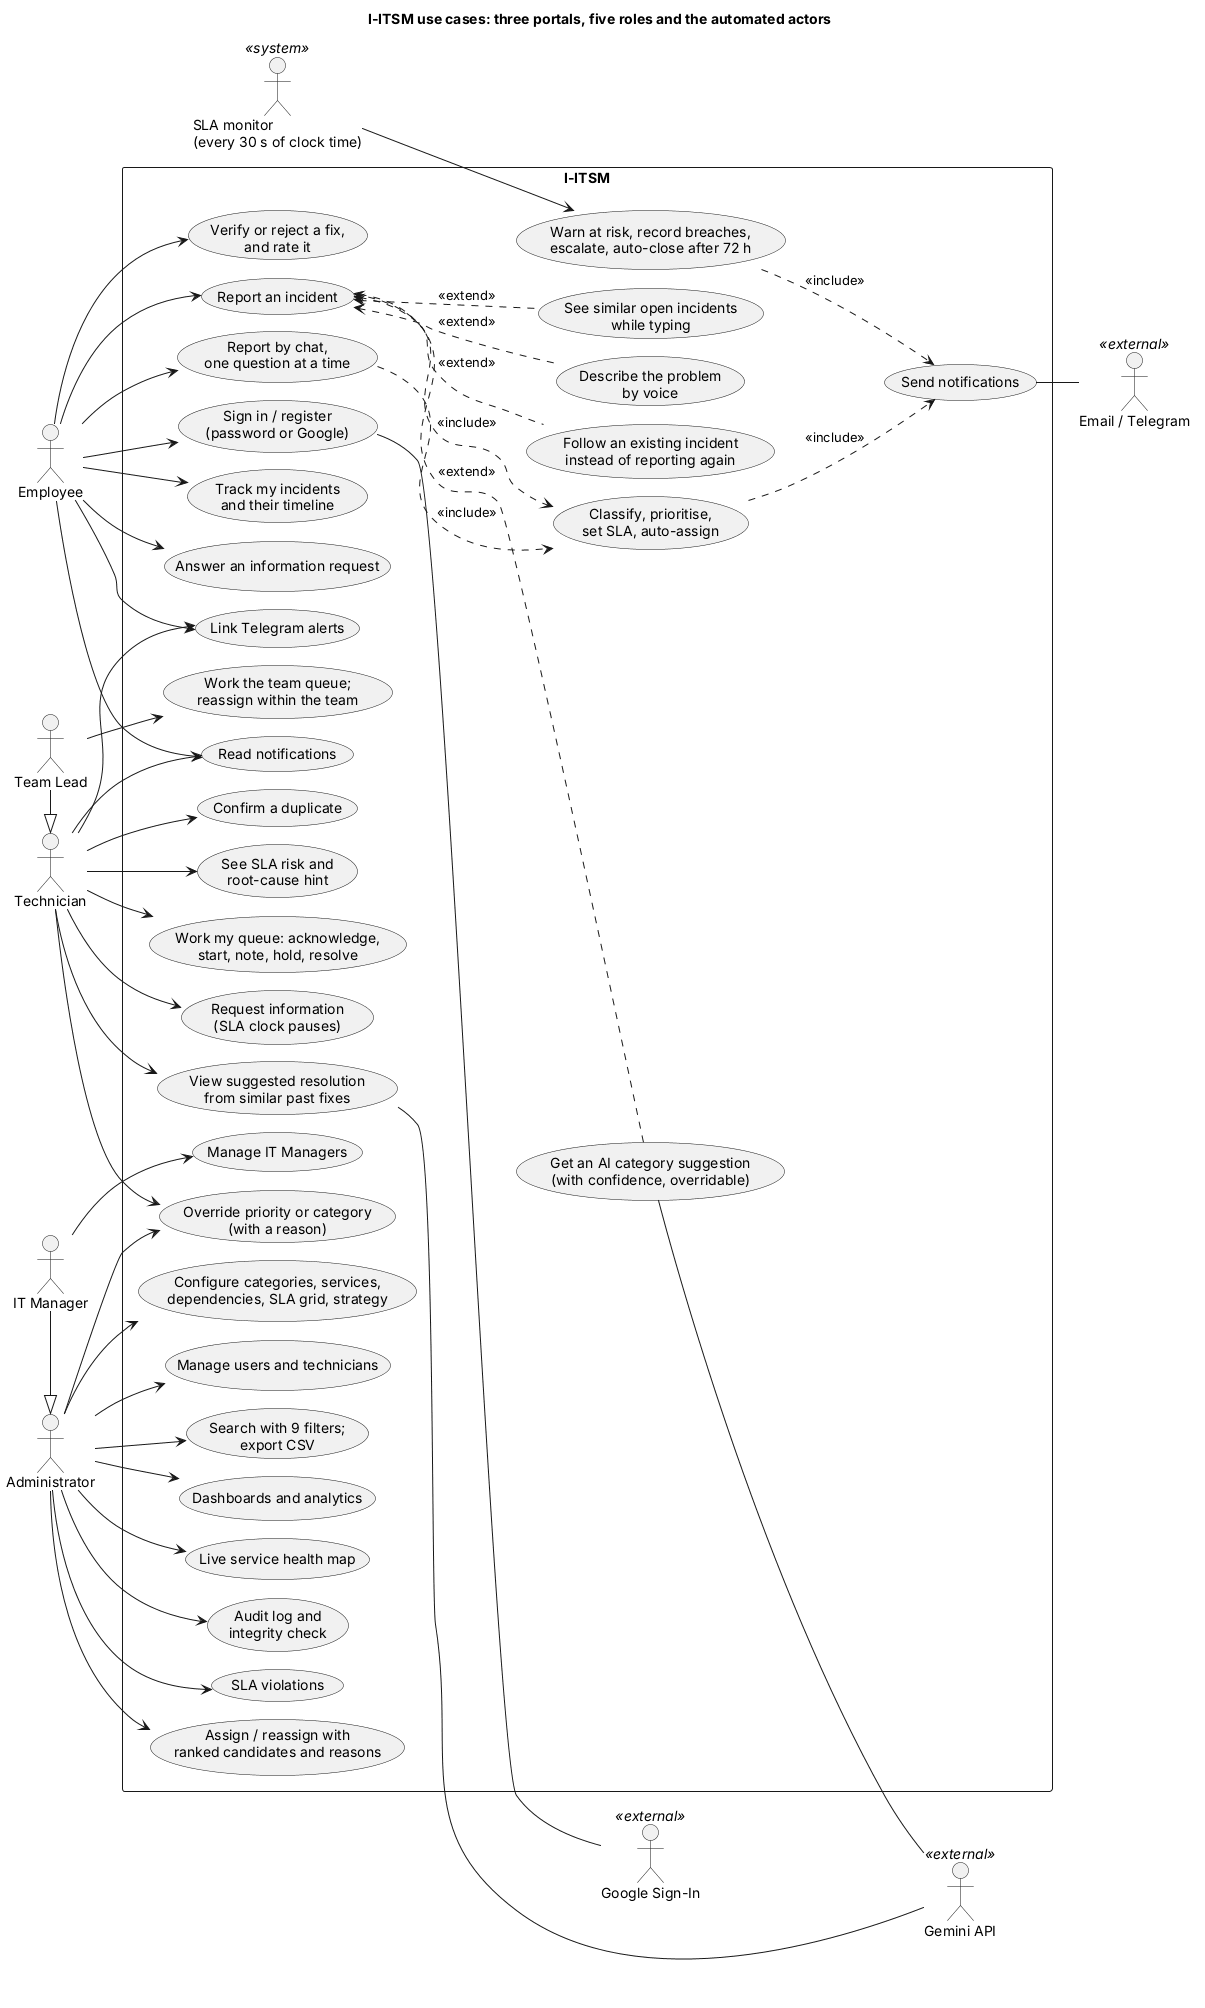 I-ITSM use cases: three portals, five roles and the automated actors
«system»
SLA monitor
(every 30 s of clock time)
I-ITSM
Verify or reject a fix,
and rate it
Warn at risk, record breaches,
escalate, auto-close after 72 h
«include»
Report an incident
«extend»
See similar open incidents
while typing
«extend»
Report by chat,
one question at a time
«extend»
Describe the problem
by voice
Send notifications
«external»
Email / Telegram
Sign in / register
(password or Google)
«include»
Follow an existing incident
instead of reporting again
«include»
Employee
Track my incidents
and their timeline
«extend»
«include»
Classify, prioritise,
set SLA, auto-assign
Answer an information request
Link Telegram alerts
Work the team queue;
reassign within the team
Team Lead
Read notifications
Confirm a duplicate
See SLA risk and
root-cause hint
Technician
Work my queue: acknowledge,
start, note, hold, resolve
Request information
(SLA clock pauses)
View suggested resolution
from similar past fixes
Manage IT Managers
Get an AI category suggestion
(with confidence, overridable)
Override priority or category
(with a reason)
IT Manager
Configure categories, services,
dependencies, SLA grid, strategy
Manage users and technicians
Search with 9 filters;
export CSV
Administrator
Dashboards and analytics
Live service health map
Audit log and
integrity check
SLA violations
Assign / reassign with
ranked candidates and reasons
«external»
Google Sign-In
«external»
Gemini API